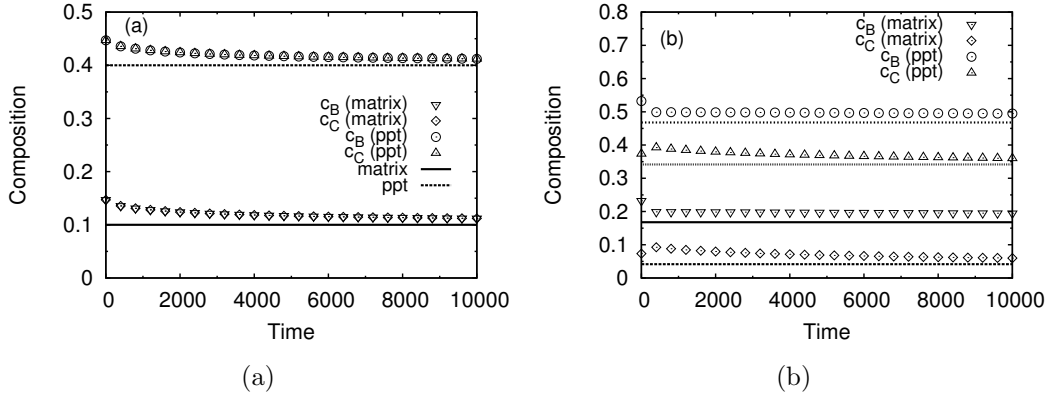 (a)
Composition
0.5
0.4
0.3
0.2
0.1
0
c_B (matrix)
c_C (matrix)
c_B (ppt)
c_C (ppt)
matrix
ppt
0 2000 4000 6000 8000 10000
Time
(a)
(b)
Composition
0.8
0.7
0.6
0.5
0.4
0.3
0.2
0.1
0
c_B (matrix)
c_C (matrix)
c_B (ppt)
c_C (ppt)
0 2000 4000 6000 8000 10000
Time
(b)